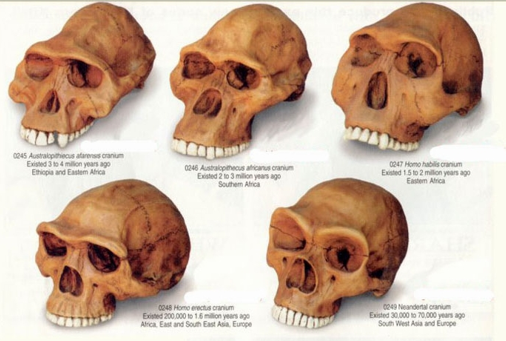 0245 Australopithecus afarensis cranium
Existed 3 to 4 million years ago
Ethiopia and Eastern Africa
0246 Australopithecus africanus cranium
Existed 2 to 3 million years ago
Southern Africa
0247 Homo habilis cranium
Existed 1.5 to 2 million years ago
Eastern Africa
0248 Homo erectus cranium
Existed 200,000 to 1.6 million years ago
Africa, East and South East Asia, Europe
0249 Neandertal cranium
Existed 30,000 to 70,000 years ago
South West Asia and Europe